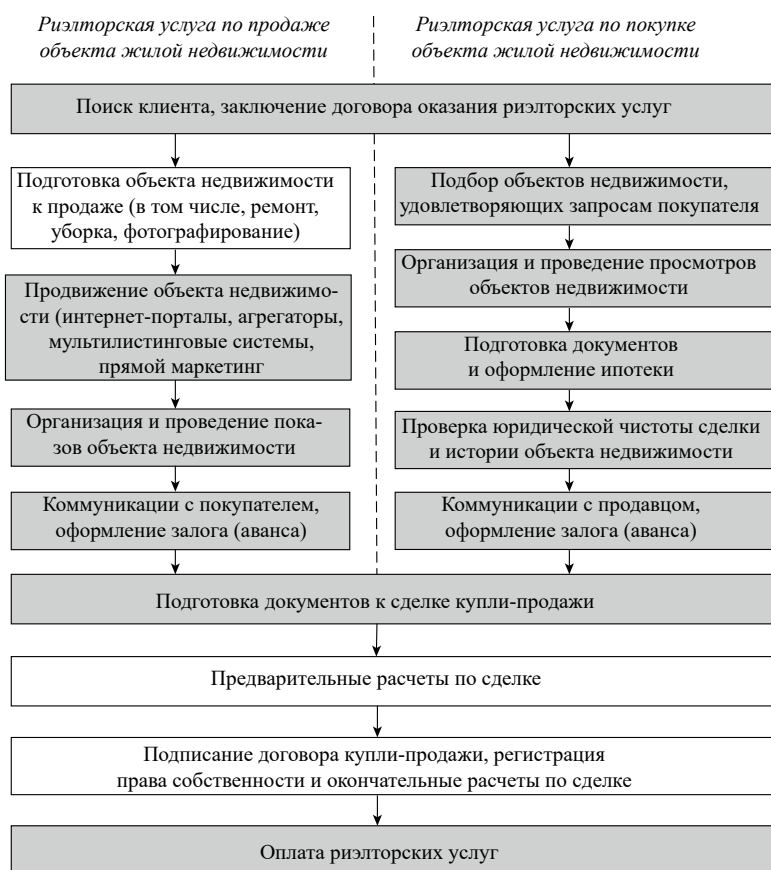 Риэлторская услуга по продаже
объекта жилой недвижимости
Риэлторская услуга по покупке
объекта жилой недвижимости
Поиск клиента, заключение договора оказания риэлторских услуг
Подготовка объекта недвижимости
к продаже (в том числе, ремонт,
уборка, фотографирование)
Продвижение объекта недвижимо-
сти (интернет-порталы, агрегаторы,
мультилистинговые системы,
прямой маркетинг
Организация и проведение пока-
зов объекта недвижимости
Коммуникации с покупателем,
оформление залога (аванса)
Подбор объектов недвижимости,
удовлетворяющих запросам покупателя
Организация и проведение просмотров
объектов недвижимости
Подготовка документов
и оформление ипотеки
Проверка юридической чистоты сделки
и истории объекта недвижимости
Коммуникации с продавцом,
оформление залога (аванса)
Подготовка документов к сделке купли-продажи
Предварительные расчеты по сделке
Подписание договора купли-продажи, регистрация
права собственности и окончательные расчеты по сделке
Оплата риэлторских услуг